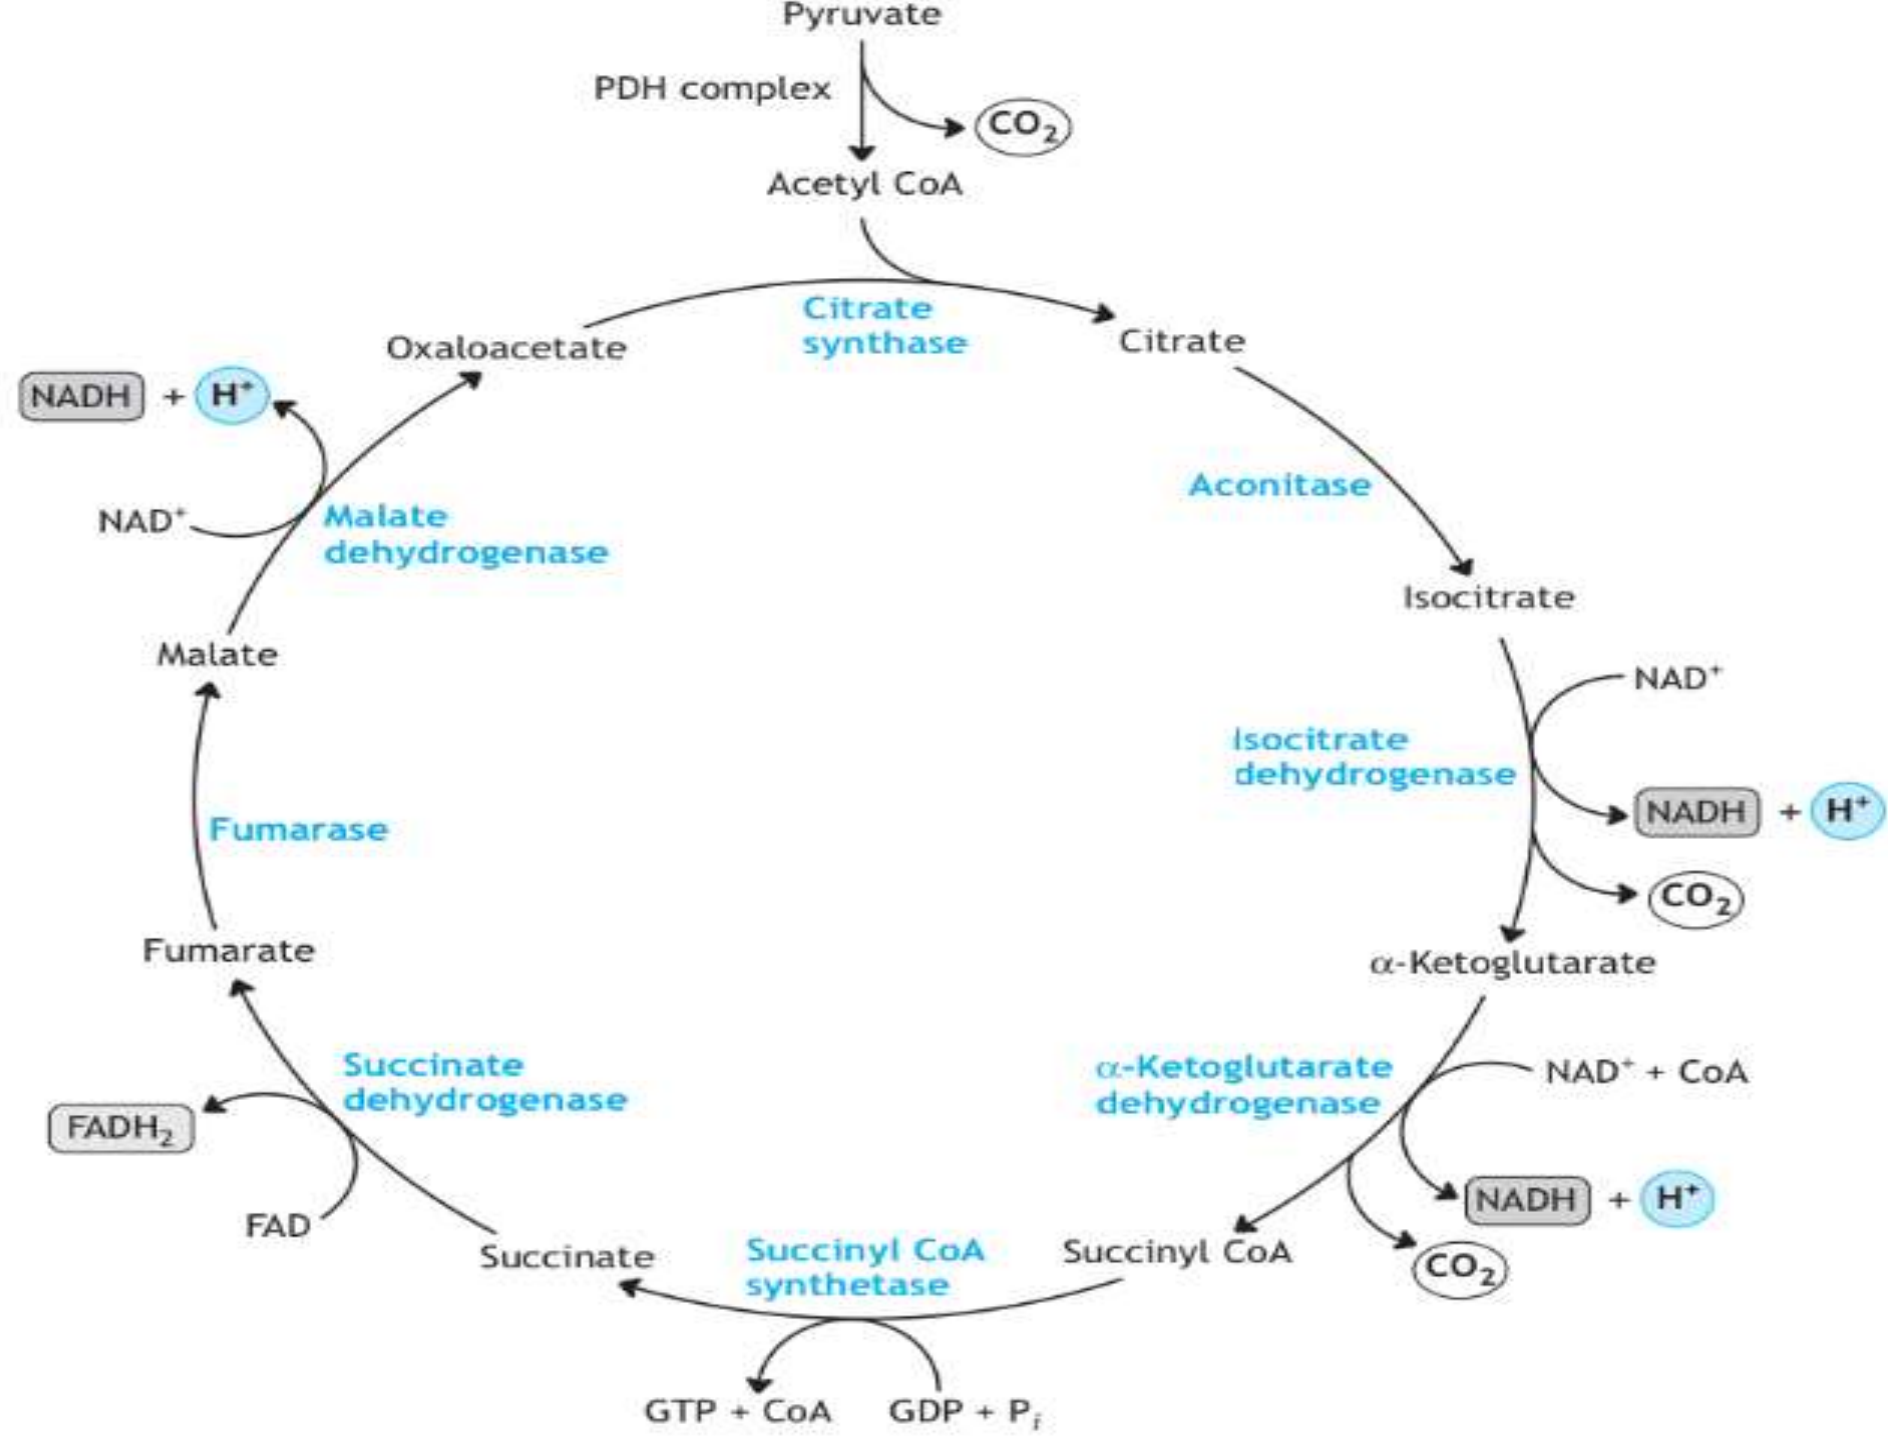 Pyruvate
PDH complex
CO₂
Acetyl CoA
Citrate
synthase
Oxaloacetate
Citrate
NADH + H⁺
Aconitase
NAD⁺
Malate
dehydrogenase
Isocitrate
Malate
NAD⁺
Isocitrate
dehydrogenase
NADH + H⁺
Fumarase
CO₂
Fumarate
α-Ketoglutarate
Succinate
dehydrogenase
α-Ketoglutarate
dehydrogenase
NAD⁺ + CoA
FADH₂
NADH + H⁺
FAD
Succinate
Succinyl CoA
synthetase
Succinyl CoA
CO₂
GTP + CoA
GDP + Pᵢ